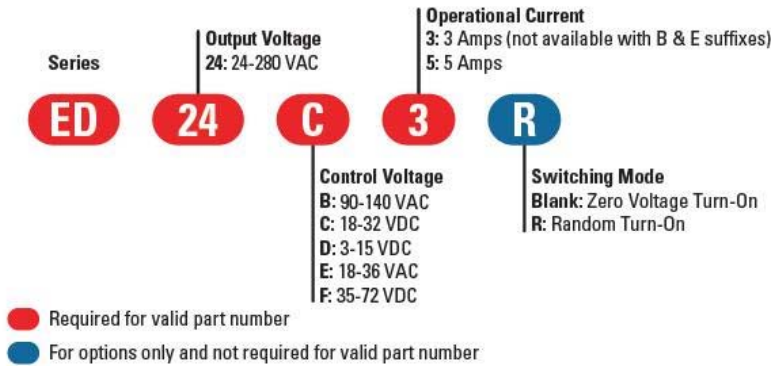 Operational Current
3: 3 Amps (not available with B & E suffixes)
5: 5 Amps
Output Voltage
24: 24-280 VAC
Series
ED 24 C 3 R
Control Voltage
B: 90-140 VAC
C: 18-32 VDC
D: 3-15 VDC
E: 18-36 VAC
F: 35-72 VDC
Switching Mode
Blank: Zero Voltage Turn-On
R: Random Turn-On
Required for valid part number
For options only and not required for valid part number